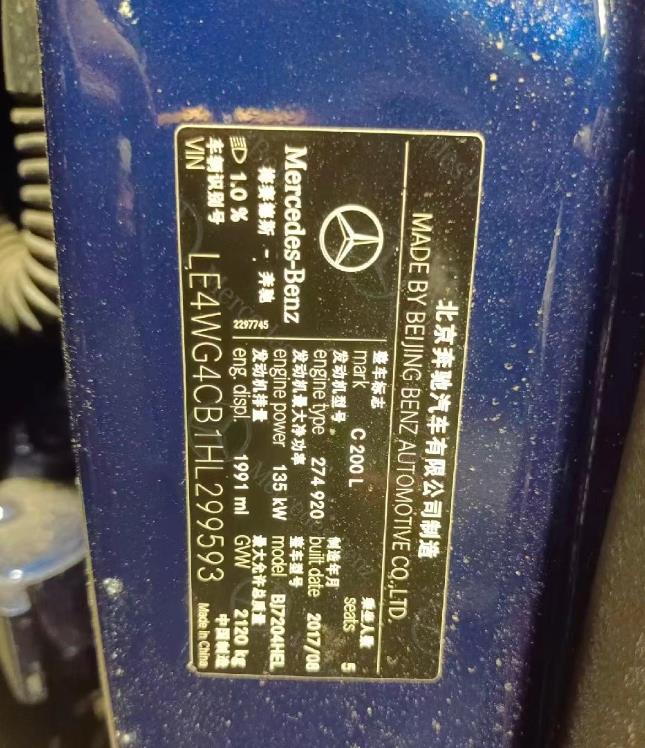 北京奔驰汽车有限公司制造
MADE BY BEIJING BENZ AUTOMOTIVE CO.,LTD.
Mercedes-Benz
梅赛德斯-奔驰
1.0 %
2297745
整车标志
mark C 200 L
乘坐人数
seats 5
发动机型号
engine type 274 920
制造年月
built date 2017/08
发动机最大净功率
engine power 135 kW
整车型号
model BJ7204HEL
发动机排量
eng. displ 1991 ml
最大允许总质量
GVW 2120 kg
车辆识别号
VIN LE4WG4CB1HL299593
中国制造
Made In China